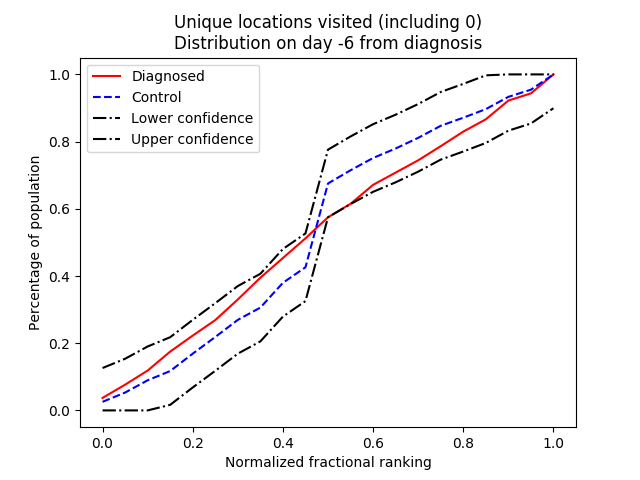 Unique locations visited (including 0)
Distribution on day -6 from diagnosis
Diagnosed
Control
Lower confidence
Upper confidence
Percentage of population
1.0
0.8
0.6
0.4
0.2
0.0
0.0 0.2 0.4 0.6 0.8 1.0
Normalized fractional ranking